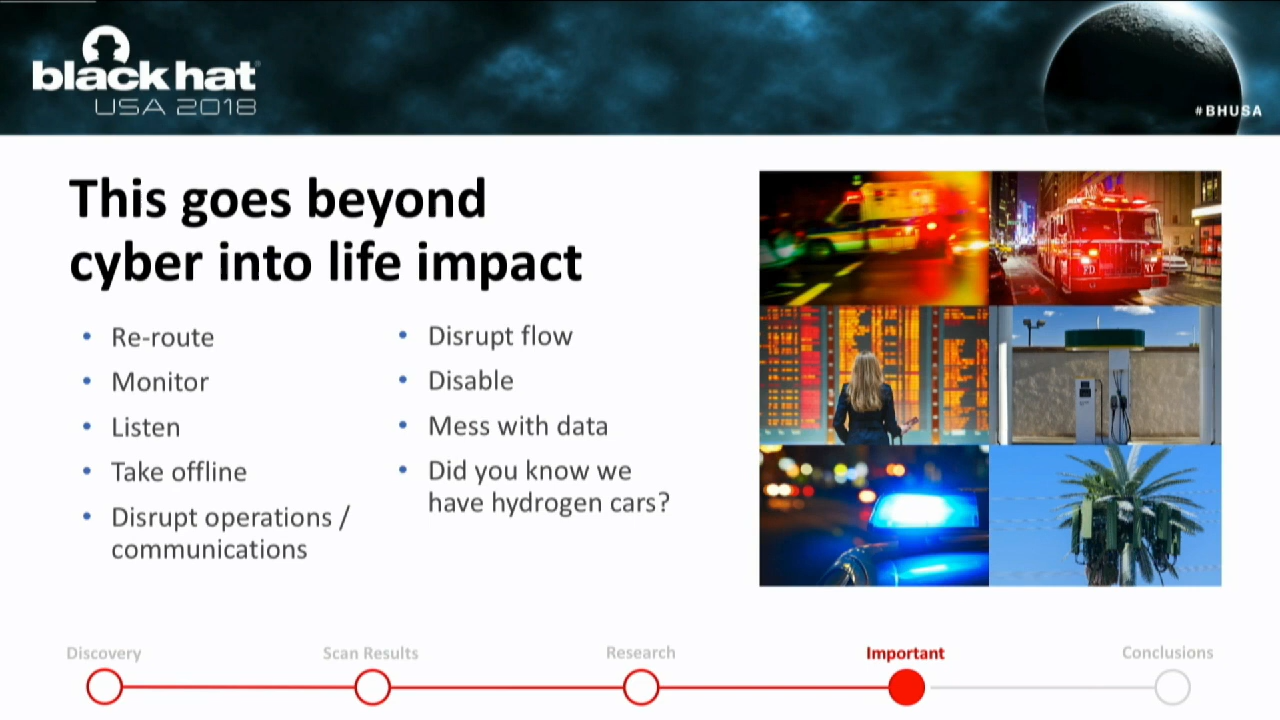 black hat
USA 2018
#BHUSA
This goes beyond
cyber into life impact
• Re-route
• Monitor
• Listen
• Take offline
• Disrupt operations /
communications
• Disrupt flow
• Disable
• Mess with data
• Did you know we
have hydrogen cars?
FD NY
Discovery
Scan Results
Research
Important
Conclusions